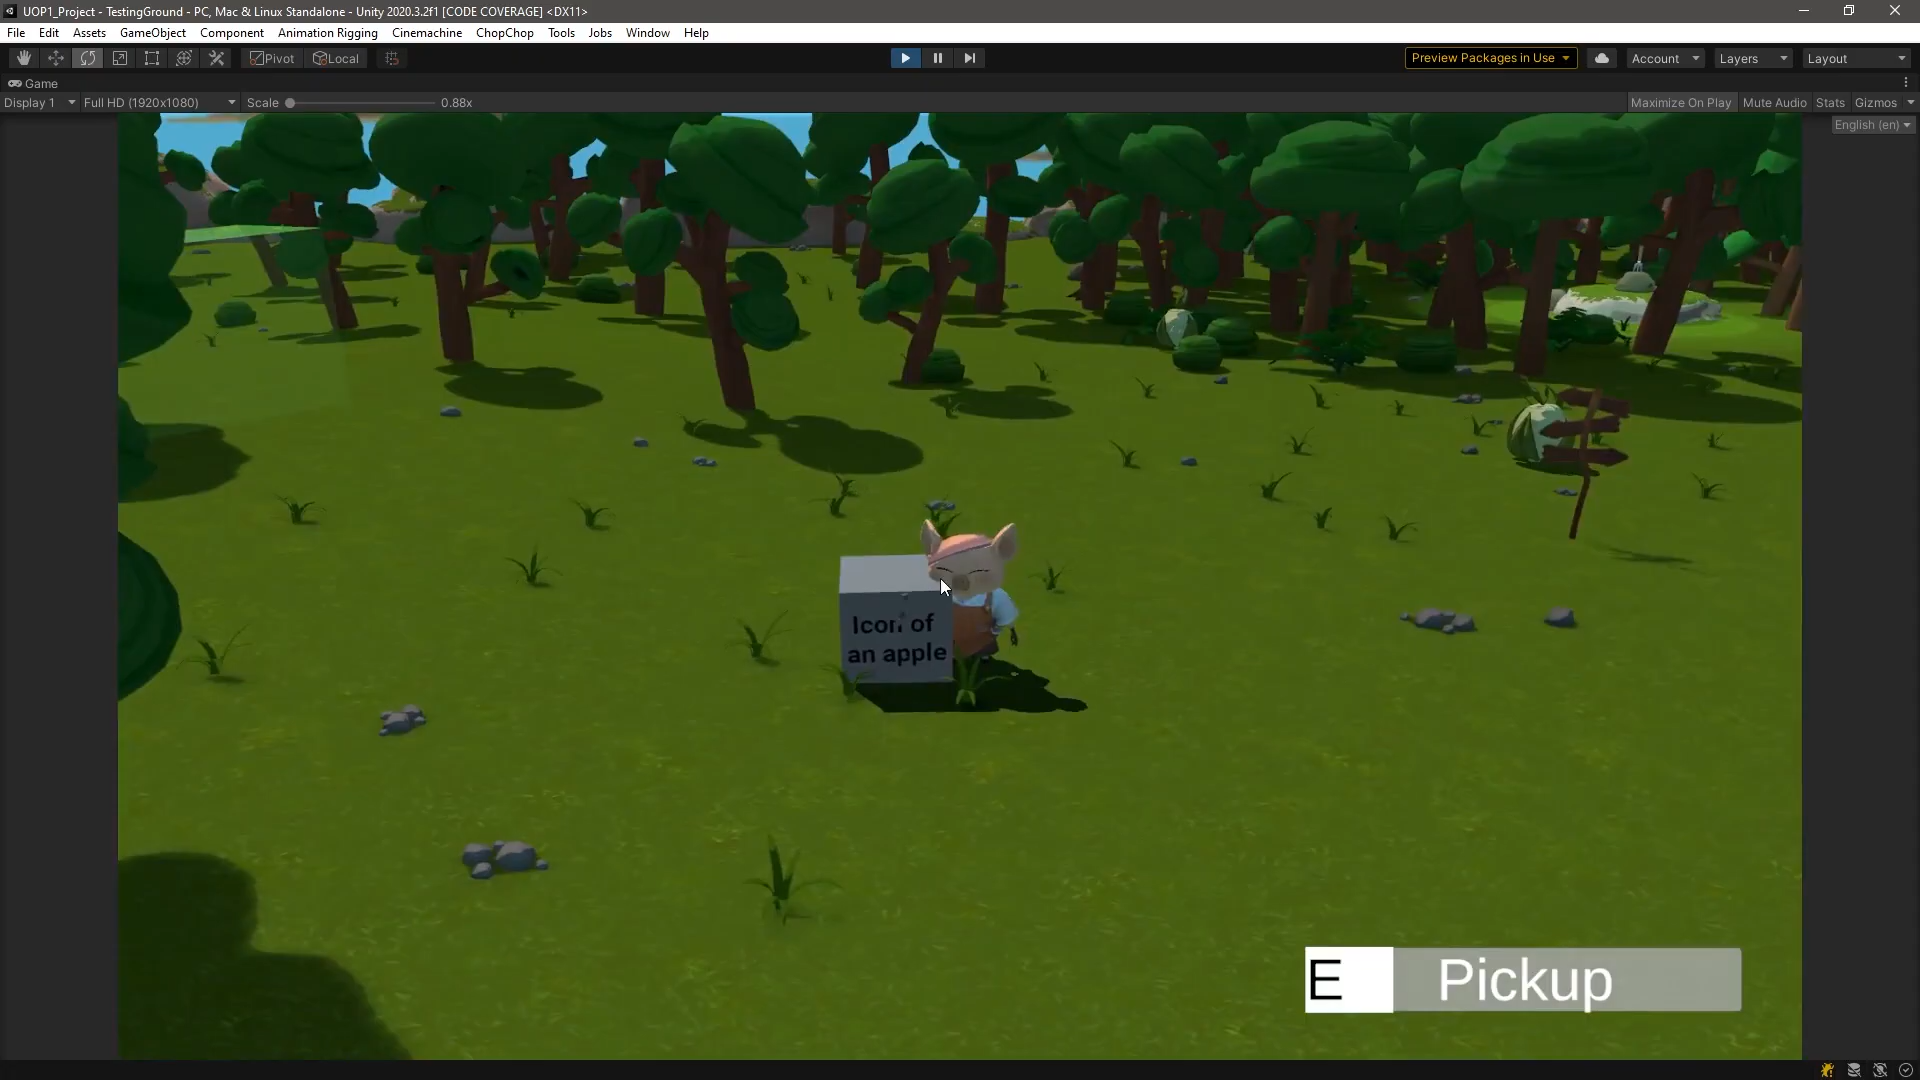 UOP1_Project - TestingGround - PC, Mac & Linux Standalone - Unity 2020.3.2f1 [CODE COVERAGE] <DX11>
File Edit Assets GameObject Component Animation Rigging Cinemachine ChopChop Tools Jobs Window Help
Pivot Local Preview Packages in Use Account Layers Layout
Game
Display 1 Full HD (1920x1080) Scale 0.88x Maximize On Play Mute Audio Stats Gizmos
English (en)
Icon of
an apple
E Pickup